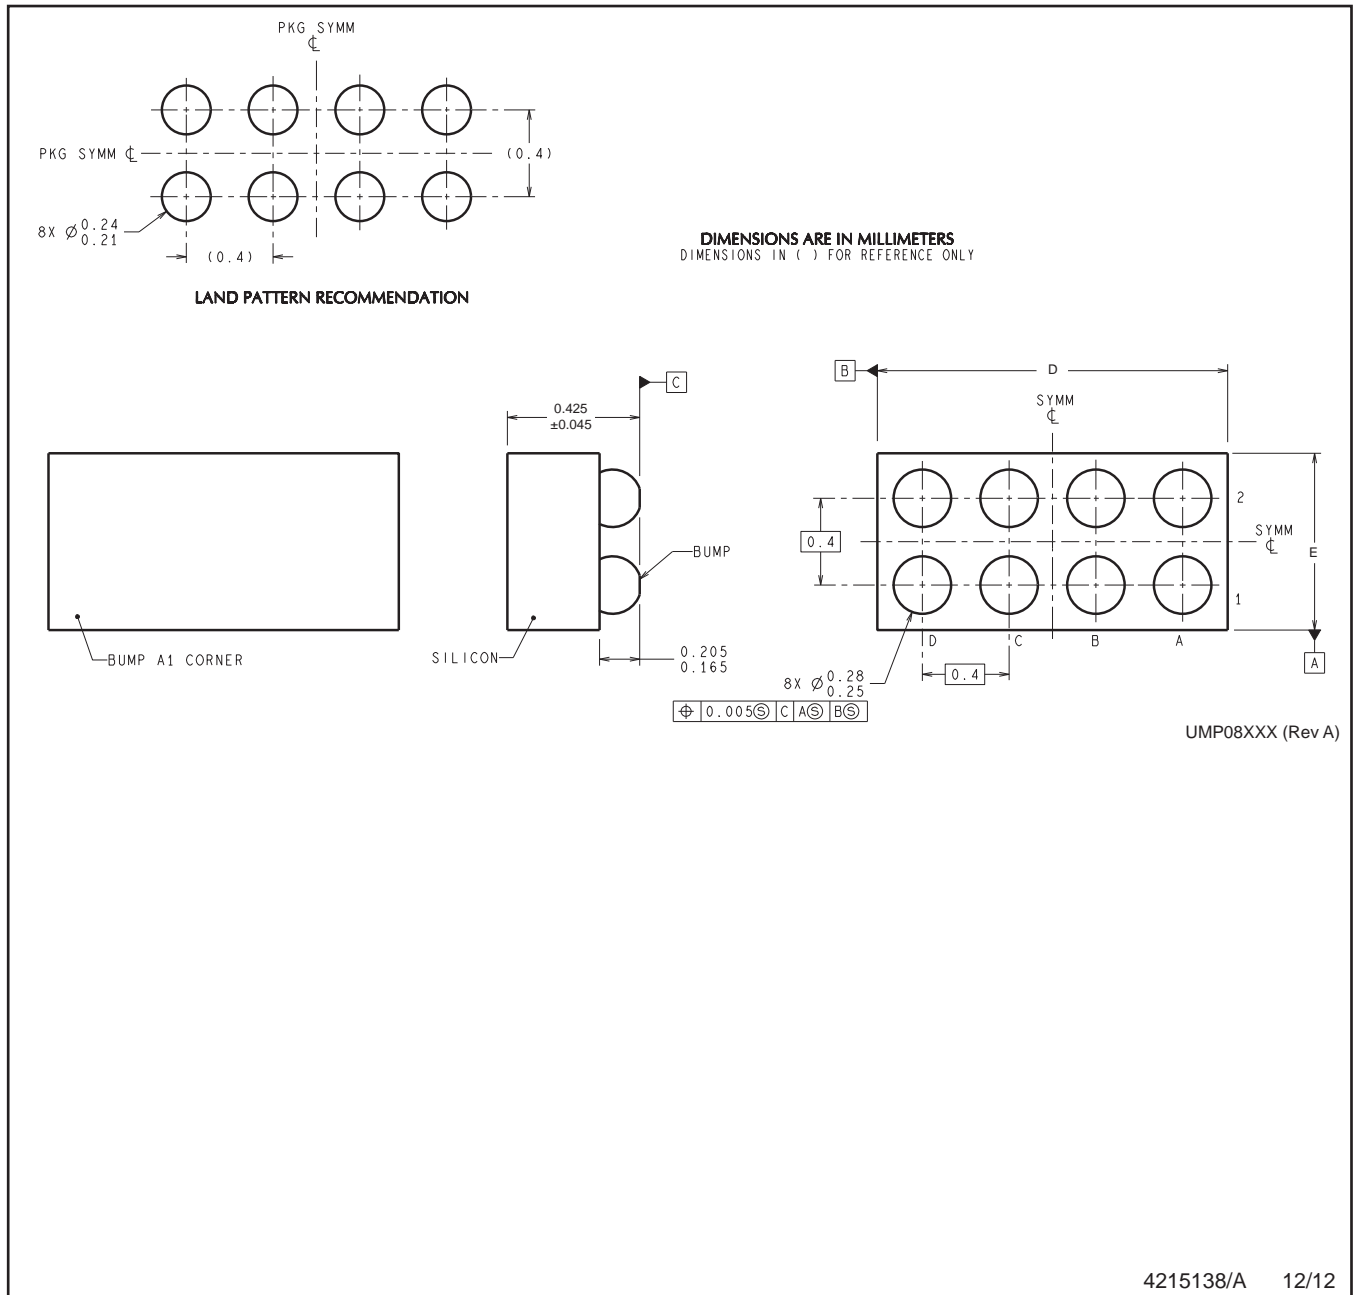 PKG SYMM
℄
PKG SYMM ℄
(0.4)
8X Ø 0.24
0.21
(0.4)
LAND PATTERN RECOMMENDATION
DIMENSIONS ARE IN MILLIMETERS
DIMENSIONS IN ( ) FOR REFERENCE ONLY
BUMP A1 CORNER
0.425
±0.045
C
BUMP
SILICON
0.205
0.165
B
D
SYMM
℄
2
SYMM
℄
E
0.4
1
D C B A
A
0.4
8X Ø 0.28
0.25
⌖ 0.005Ⓢ C AⓈ BⓈ
UMP08XXX (Rev A)
4215138/A 12/12